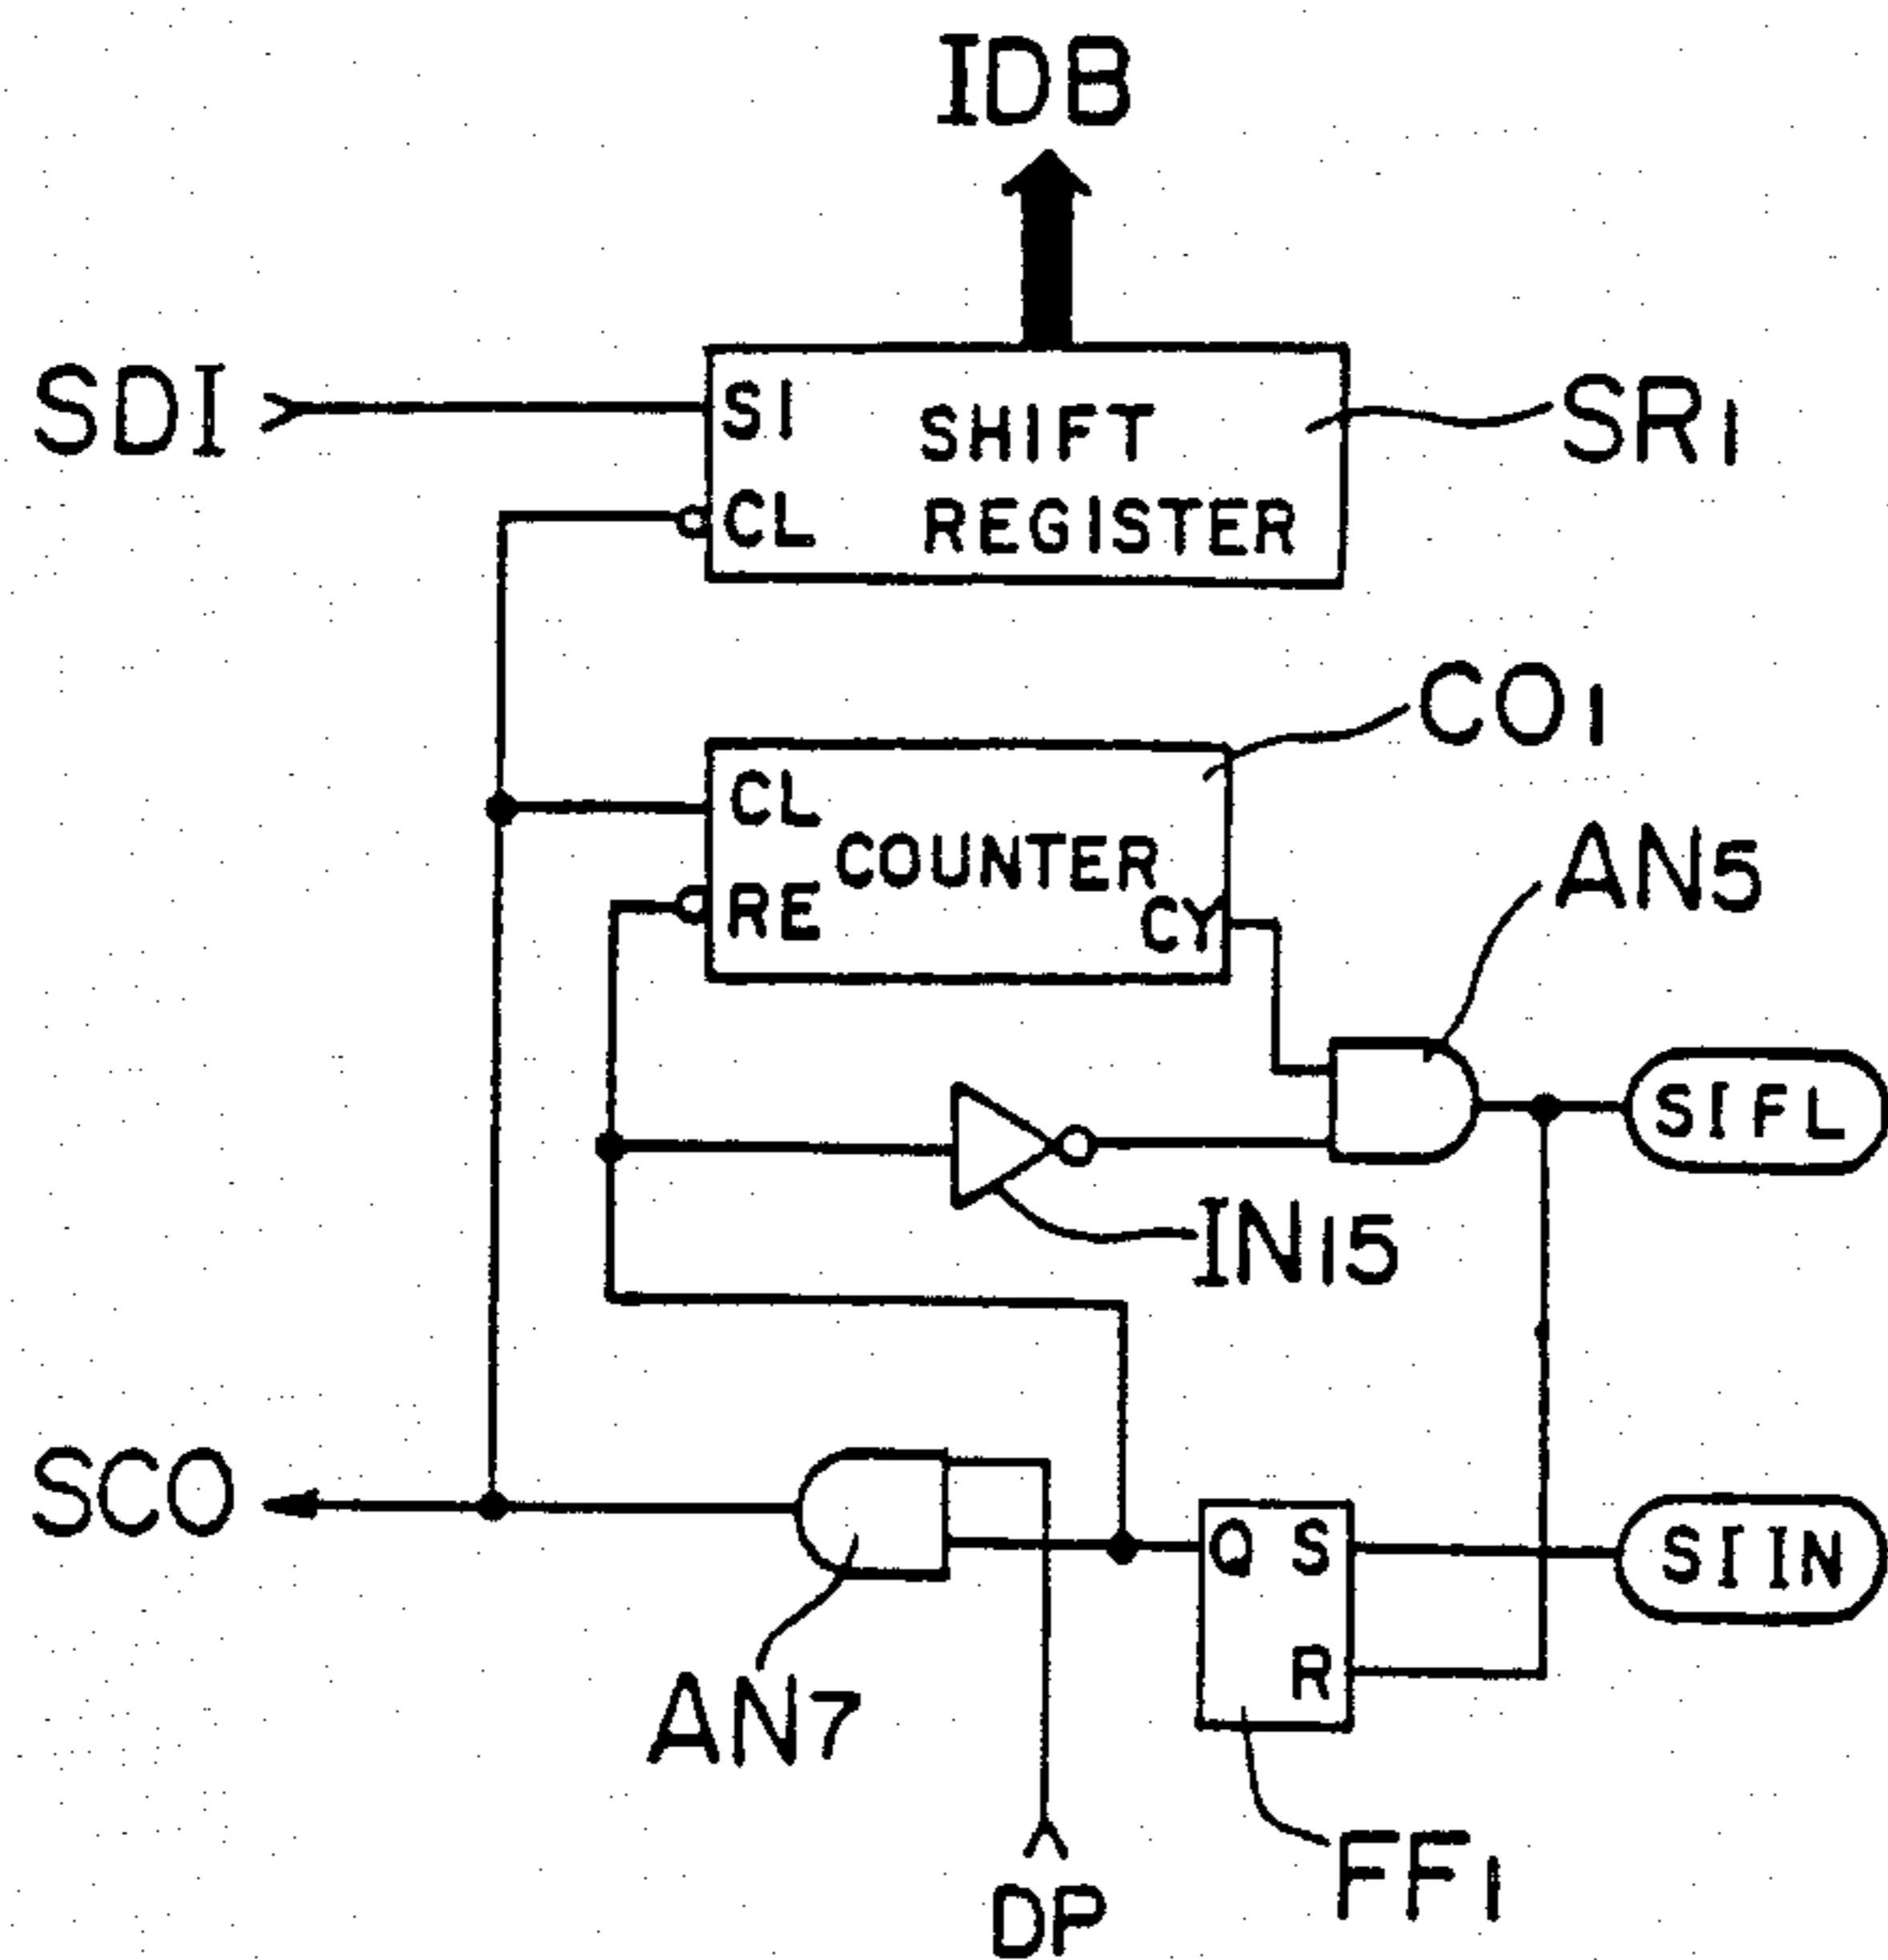 IDB
SDI
SI
SHIFT
REGISTER
CL
SR1
CO1
CL
COUNTER
RE
CY
AN5
SIFL
IN15
SCO
Q S
R
SIIN
AN7
FF1
DP